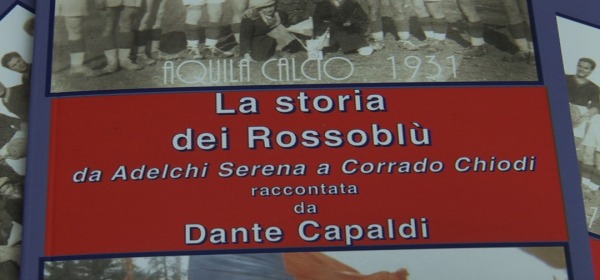 AQUILA CALCIO 1931
La storia
dei Rossoblù
da Adelchi Serena a Corrado Chiodi
raccontata
da
Dante Capaldi